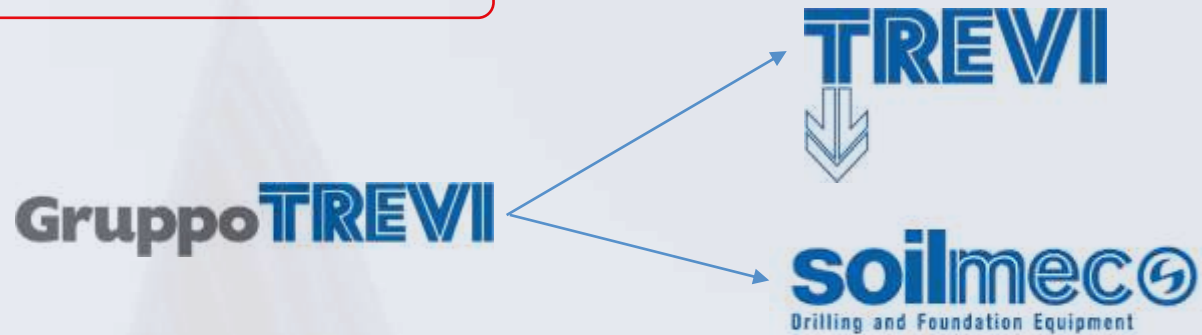 TREVI
GruppoTREVI
soilmec
Drilling and Foundation Equipment